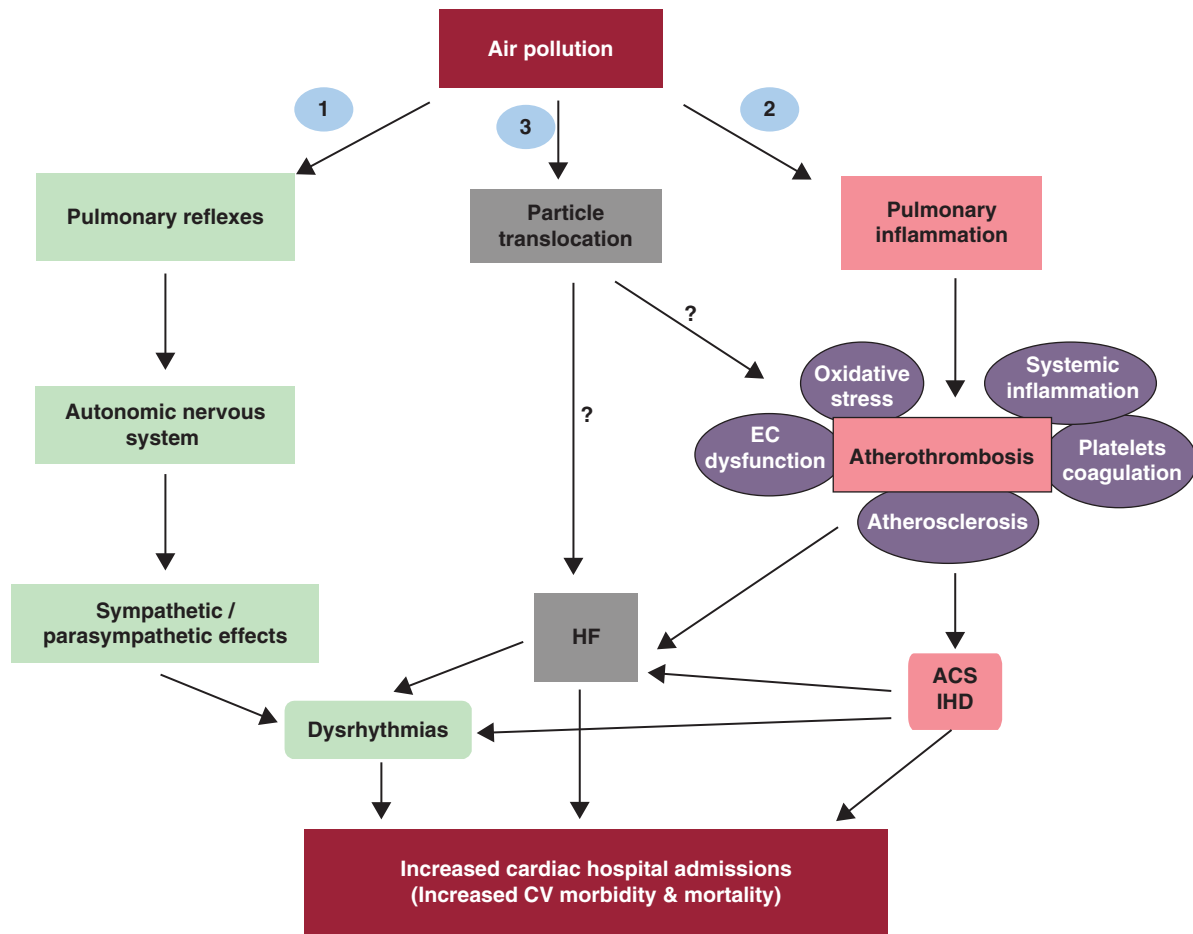 Air pollution
1
3
2
Pulmonary reflexes
Particle
translocation
Pulmonary
inflammation
?
Oxidative
stress
Systemic
inflammation
Autonomic nervous
system
?
EC
dysfunction
Atherothrombosis
Platelets
coagulation
Atherosclerosis
Sympathetic /
parasympathetic effects
HF
ACS
IHD
Dysrhythmias
Increased cardiac hospital admissions
(Increased CV morbidity & mortality)